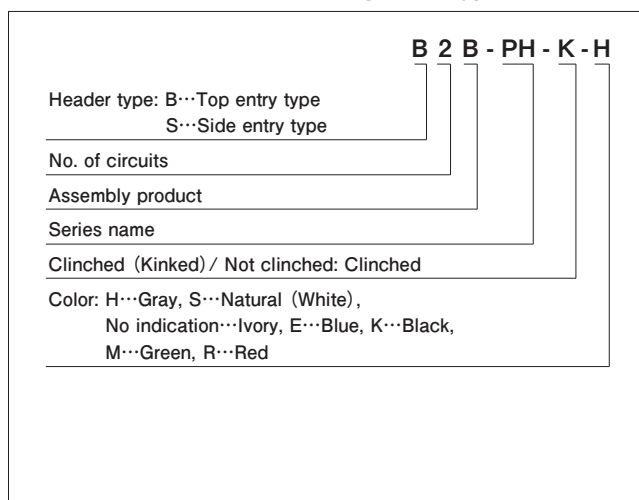 B 2 B - PH - K - H
Header type: B…Top entry type
S…Side entry type
No. of circuits
Assembly product
Series name
Clinched (Kinked) / Not clinched: Clinched
Color: H…Gray, S…Natural (White),
No indication…Ivory, E…Blue, K…Black,
M…Green, R…Red